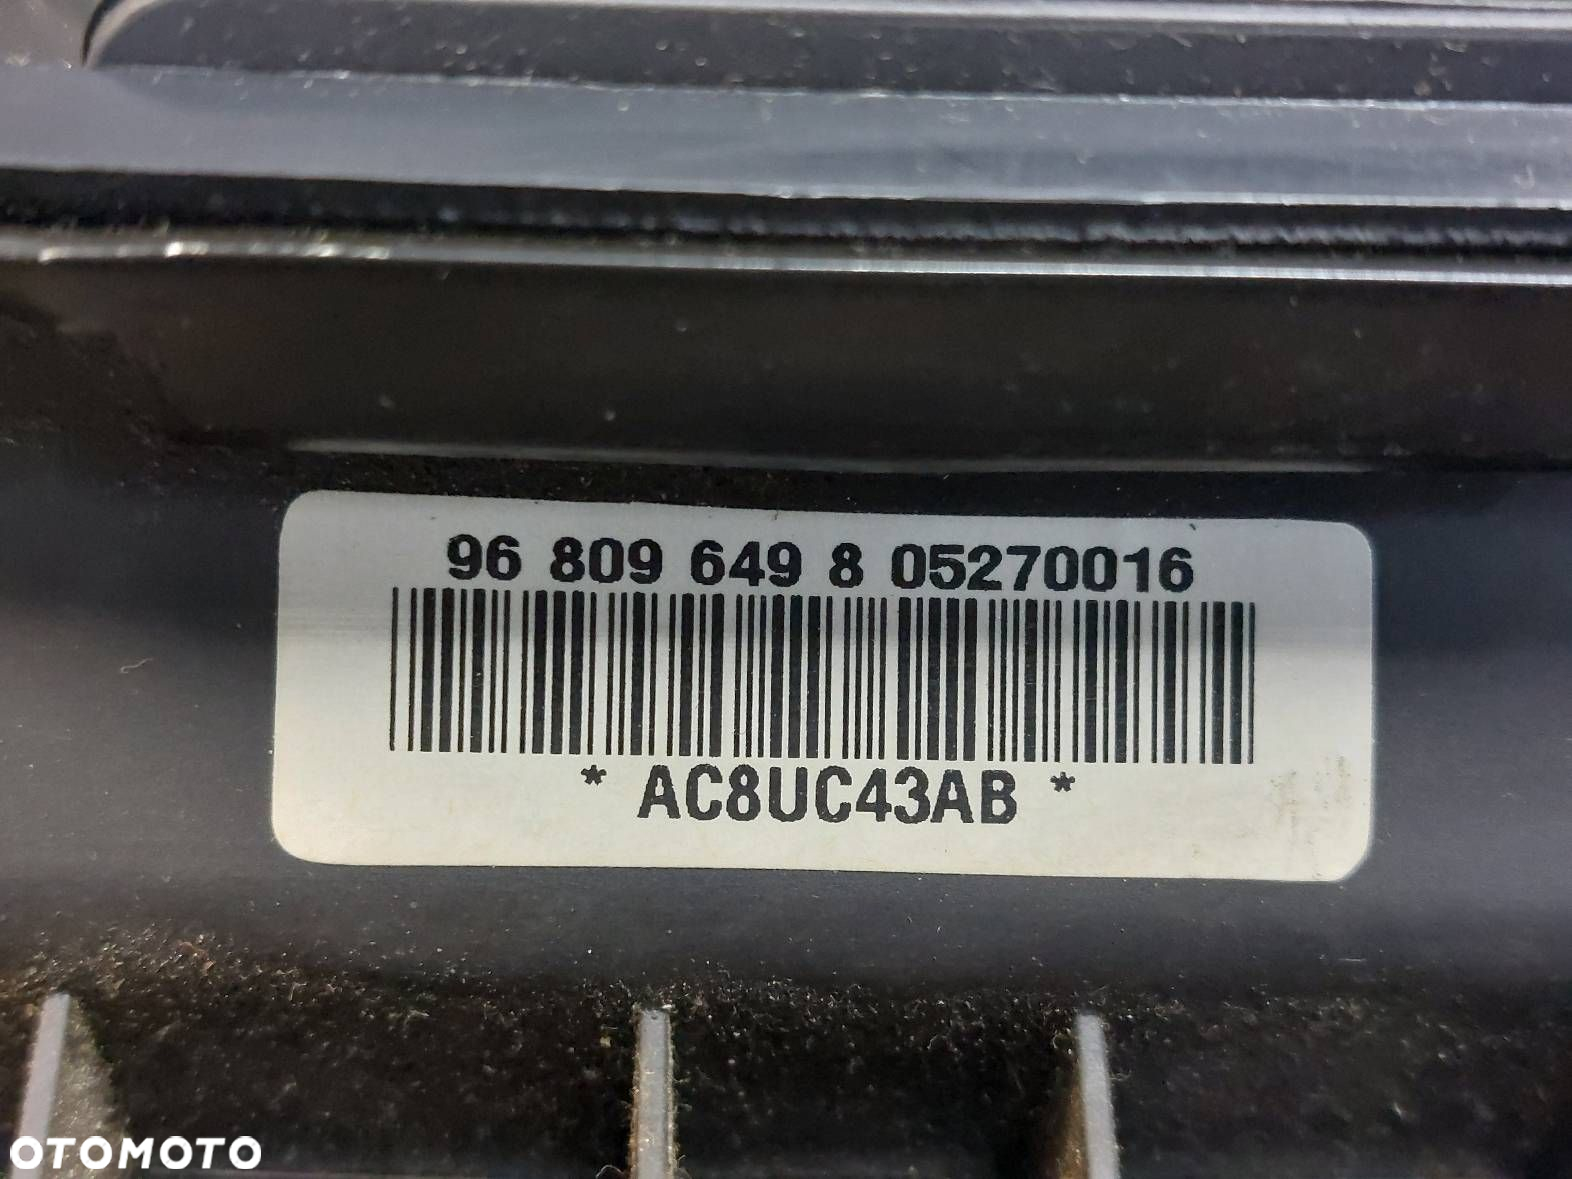 96 809 649 8 05270016
* AC8UC43AB *
OTOMOTO